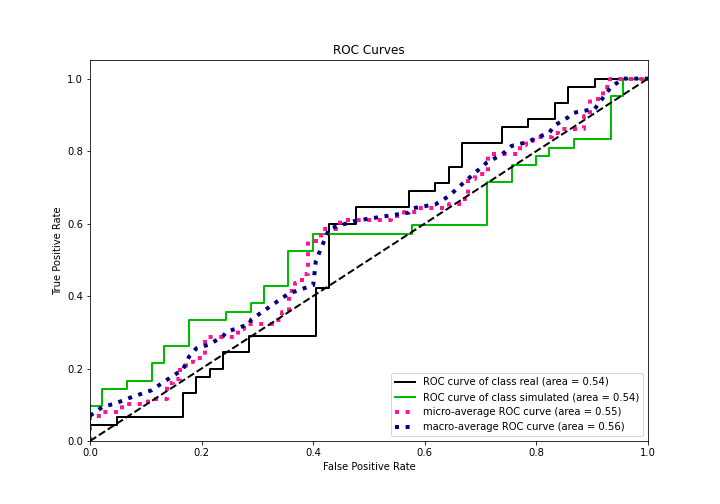 ROC Curves
True Positive Rate
1.0
0.8
0.6
0.4
0.2
0.0
0.0 0.2 0.4 0.6 0.8 1.0
False Positive Rate
ROC curve of class real (area = 0.54)
ROC curve of class simulated (area = 0.54)
micro-average ROC curve (area = 0.55)
macro-average ROC curve (area = 0.56)